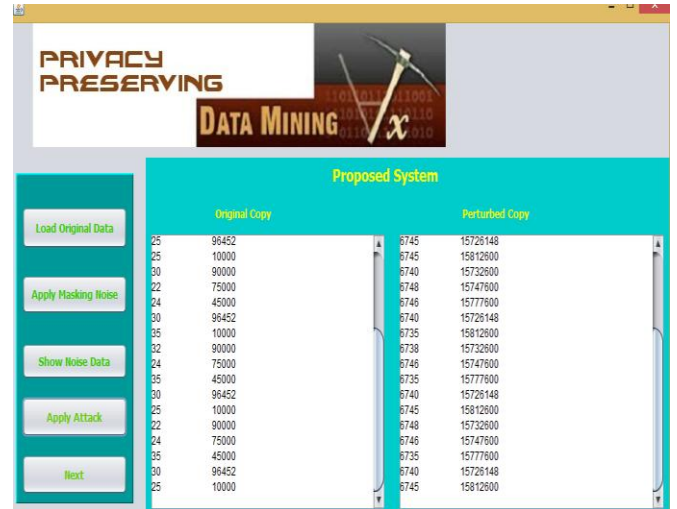 PRIVACY
PRESERVING
DATA MINING
Proposed System
Original Copy Perturbed Copy
Load Original Data
Apply Masking Noise
Show Noise Data
Apply Attack
Next
25 96452 6745 15726148
25 10000 6745 15812600
30 90000 6740 15732600
22 75000 6748 15747600
24 45000 6746 15777600
30 96452 6740 15726148
35 10000 6735 15812600
32 90000 6738 15732600
24 75000 6746 15747600
35 45000 6735 15777600
30 96452 6740 15726148
25 10000 6745 15812600
22 90000 6748 15732600
24 75000 6746 15747600
35 45000 6735 15777600
30 96452 6740 15726148
25 10000 6745 15812600